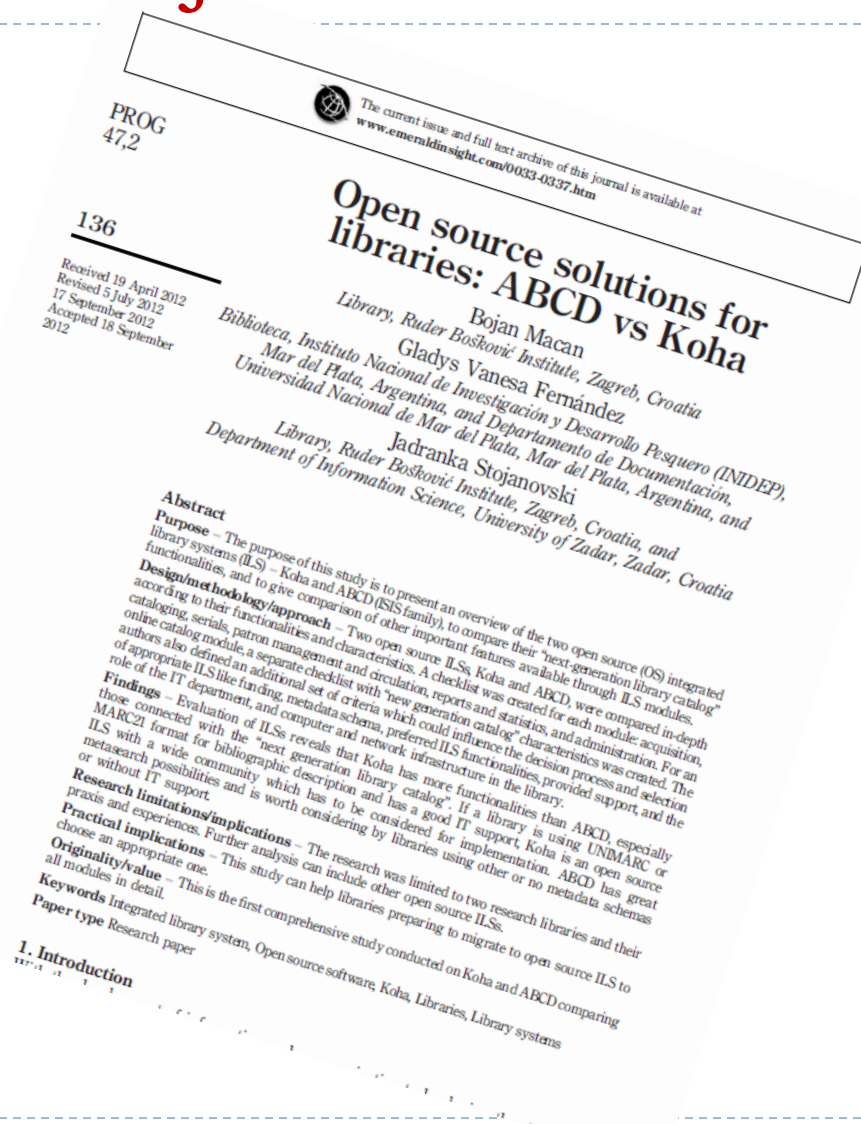 The current issue and full text archive of this journal is available at
www.emeraldinsight.com/0033-0337.htm
PROG
47,2
136
Received 19 April 2012
Revised 5 July 2012
17 September 2012
Accepted 18 September
2012
Open source solutions for
libraries: ABCD vs Koha
Bojan Macan
Library, Ruder Bošković Institute, Zagreb, Croatia
Gladys Vanesa Fernández
Biblioteca, Instituto Nacional de Investigación y Desarrollo Pesquero (INIDEP),
Mar del Plata, Argentina, and Departamento de Documentación,
Universidad Nacional de Mar del Plata, Mar del Plata, Argentina, and
Jadranka Stojanovski
Library, Ruder Bošković Institute, Zagreb, Croatia, and
Department of Information Science, University of Zadar, Zadar, Croatia
Abstract
Purpose – The purpose of this study is to present an overview of the two open source (OS) integrated
library systems (ILS) – Koha and ABCD (ISIS family), to compare their "next-generation library catalog"
functionalities, and to give comparison of other important features available through ILS modules.
Design/methodology/approach – Two open source ILSs, Koha and ABCD, were compared in-depth
according to their functionalities and characteristics. A checklist was created for each module: acquisition,
cataloging, serials, patron management and circulation, reports and statistics, and administration. For an
online catalog module, a separate checklist with "new generation catalog" characteristics was created. The
authors also defined an additional set of criteria which could influence the decision process and selection
of appropriate ILS like funding, metadata schema, preferred ILS functionalities, provided support, and the
role of the IT department, and computer and network infrastructure in the library.
Findings – Evaluation of ILSs reveals that Koha has more functionalities than ABCD, especially
those connected with the "next generation library catalog". If a library is using UNIMARC or
MARC21 format for bibliographic description and has a good IT support, Koha is an open source
ILS with a wide community which has to be considered for implementation. ABCD has great
metasearch possibilities and is worth considering by libraries using other or no metadata schemas
or without IT support.
Research limitations/implications – The research was limited to two research libraries and their
praxis and experiences. Further analysis can include other open source ILSs.
Practical implications – This study can help libraries preparing to migrate to open source ILS to
choose an appropriate one.
Originality/value – This is the first comprehensive study conducted on Koha and ABCD comparing
all modules in detail.
Keywords Integrated library system, Open source software, Koha, Libraries, Library systems
Paper type Research paper
1. Introduction